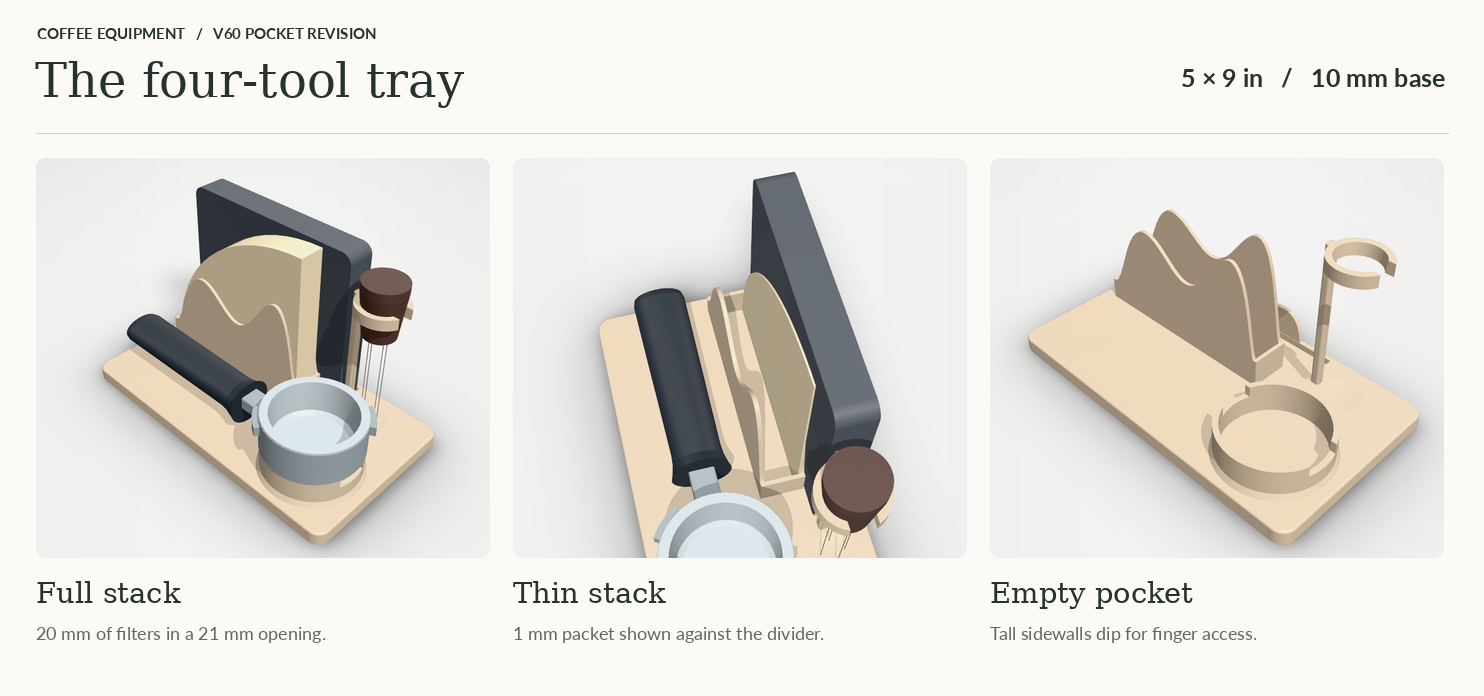 COFFEE EQUIPMENT / V60 POCKET REVISION
The four-tool tray
5 × 9 in / 10 mm base
Full stack
20 mm of filters in a 21 mm opening.
Thin stack
1 mm packet shown against the divider.
Empty pocket
Tall sidewalls dip for finger access.